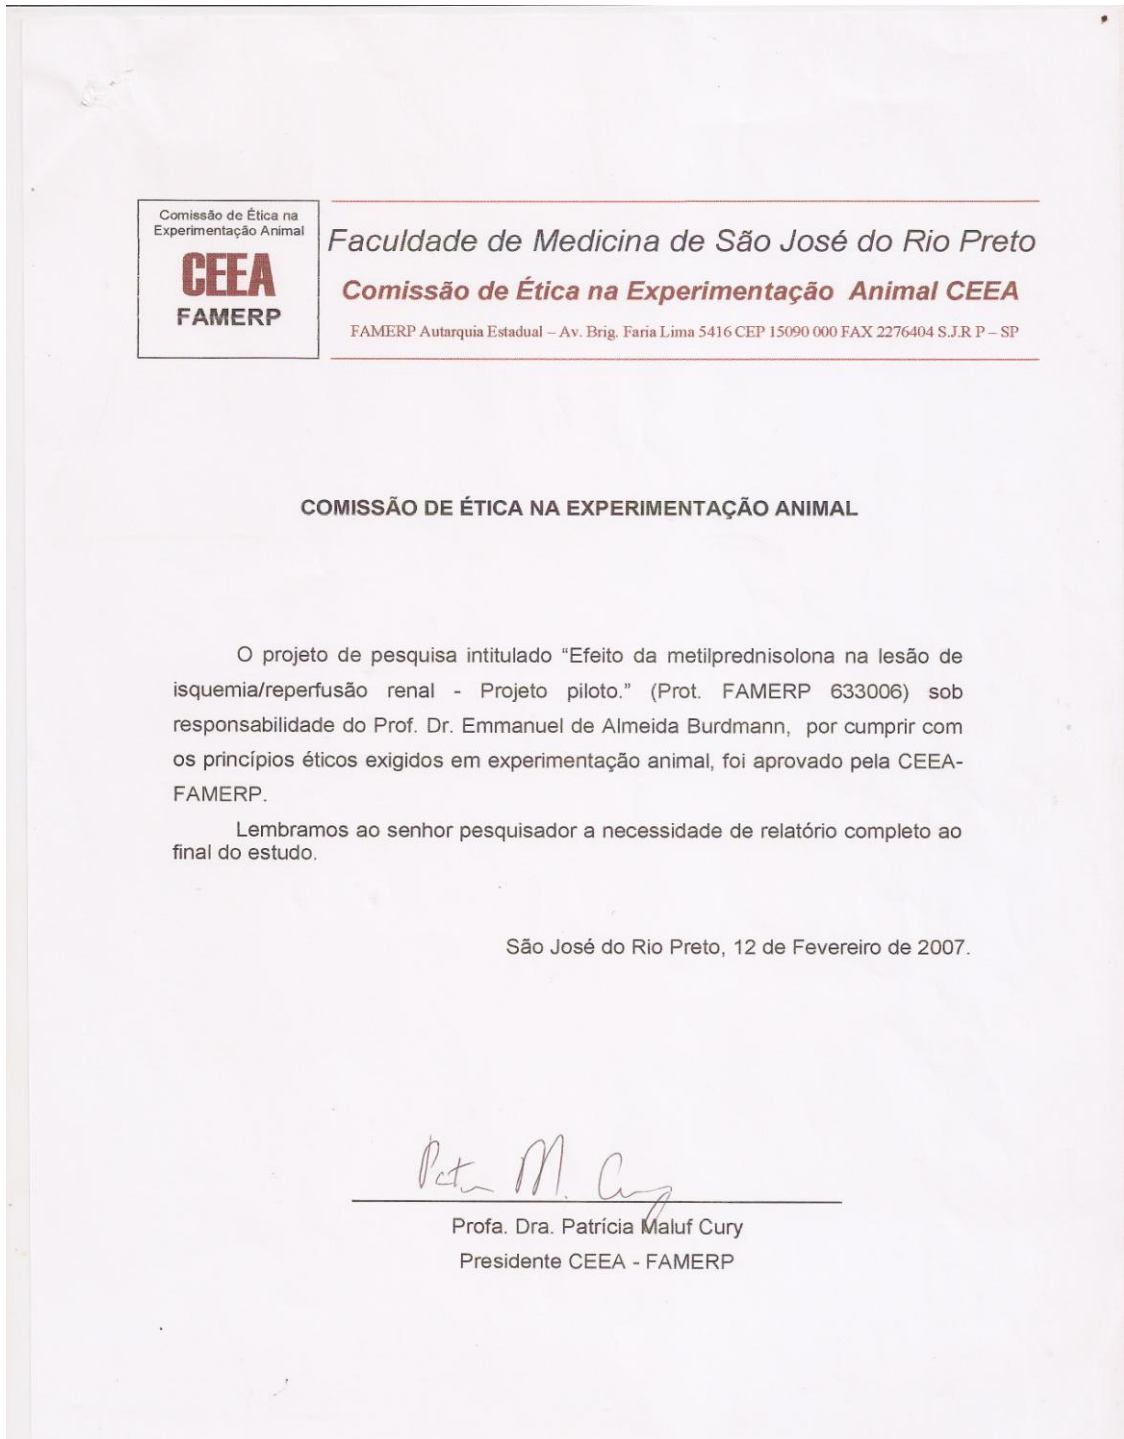 Comissão de Ética na
Experimentação Animal
CEEA
FAMERP
Faculdade de Medicina de São José do Rio Preto
Comissão de Ética na Experimentação Animal CEEA
FAMERP Autarquia Estadual – Av. Brig. Faria Lima 5416 CEP 15090 000 FAX 2276404 S.J.R P – SP
COMISSÃO DE ÉTICA NA EXPERIMENTAÇÃO ANIMAL
O projeto de pesquisa intitulado “Efeito da metilprednisolona na lesão de
isquemia/reperfusão renal - Projeto piloto.” (Prot. FAMERP 633006) sob
responsabilidade do Prof. Dr. Emmanuel de Almeida Burdmann, por cumprir com
os princípios éticos exigidos em experimentação animal, foi aprovado pela CEEA-
FAMERP.
Lembramos ao senhor pesquisador a necessidade de relatório completo ao
final do estudo.
São José do Rio Preto, 12 de Fevereiro de 2007.
Profa. Dra. Patrícia Maluf Cury
Presidente CEEA - FAMERP